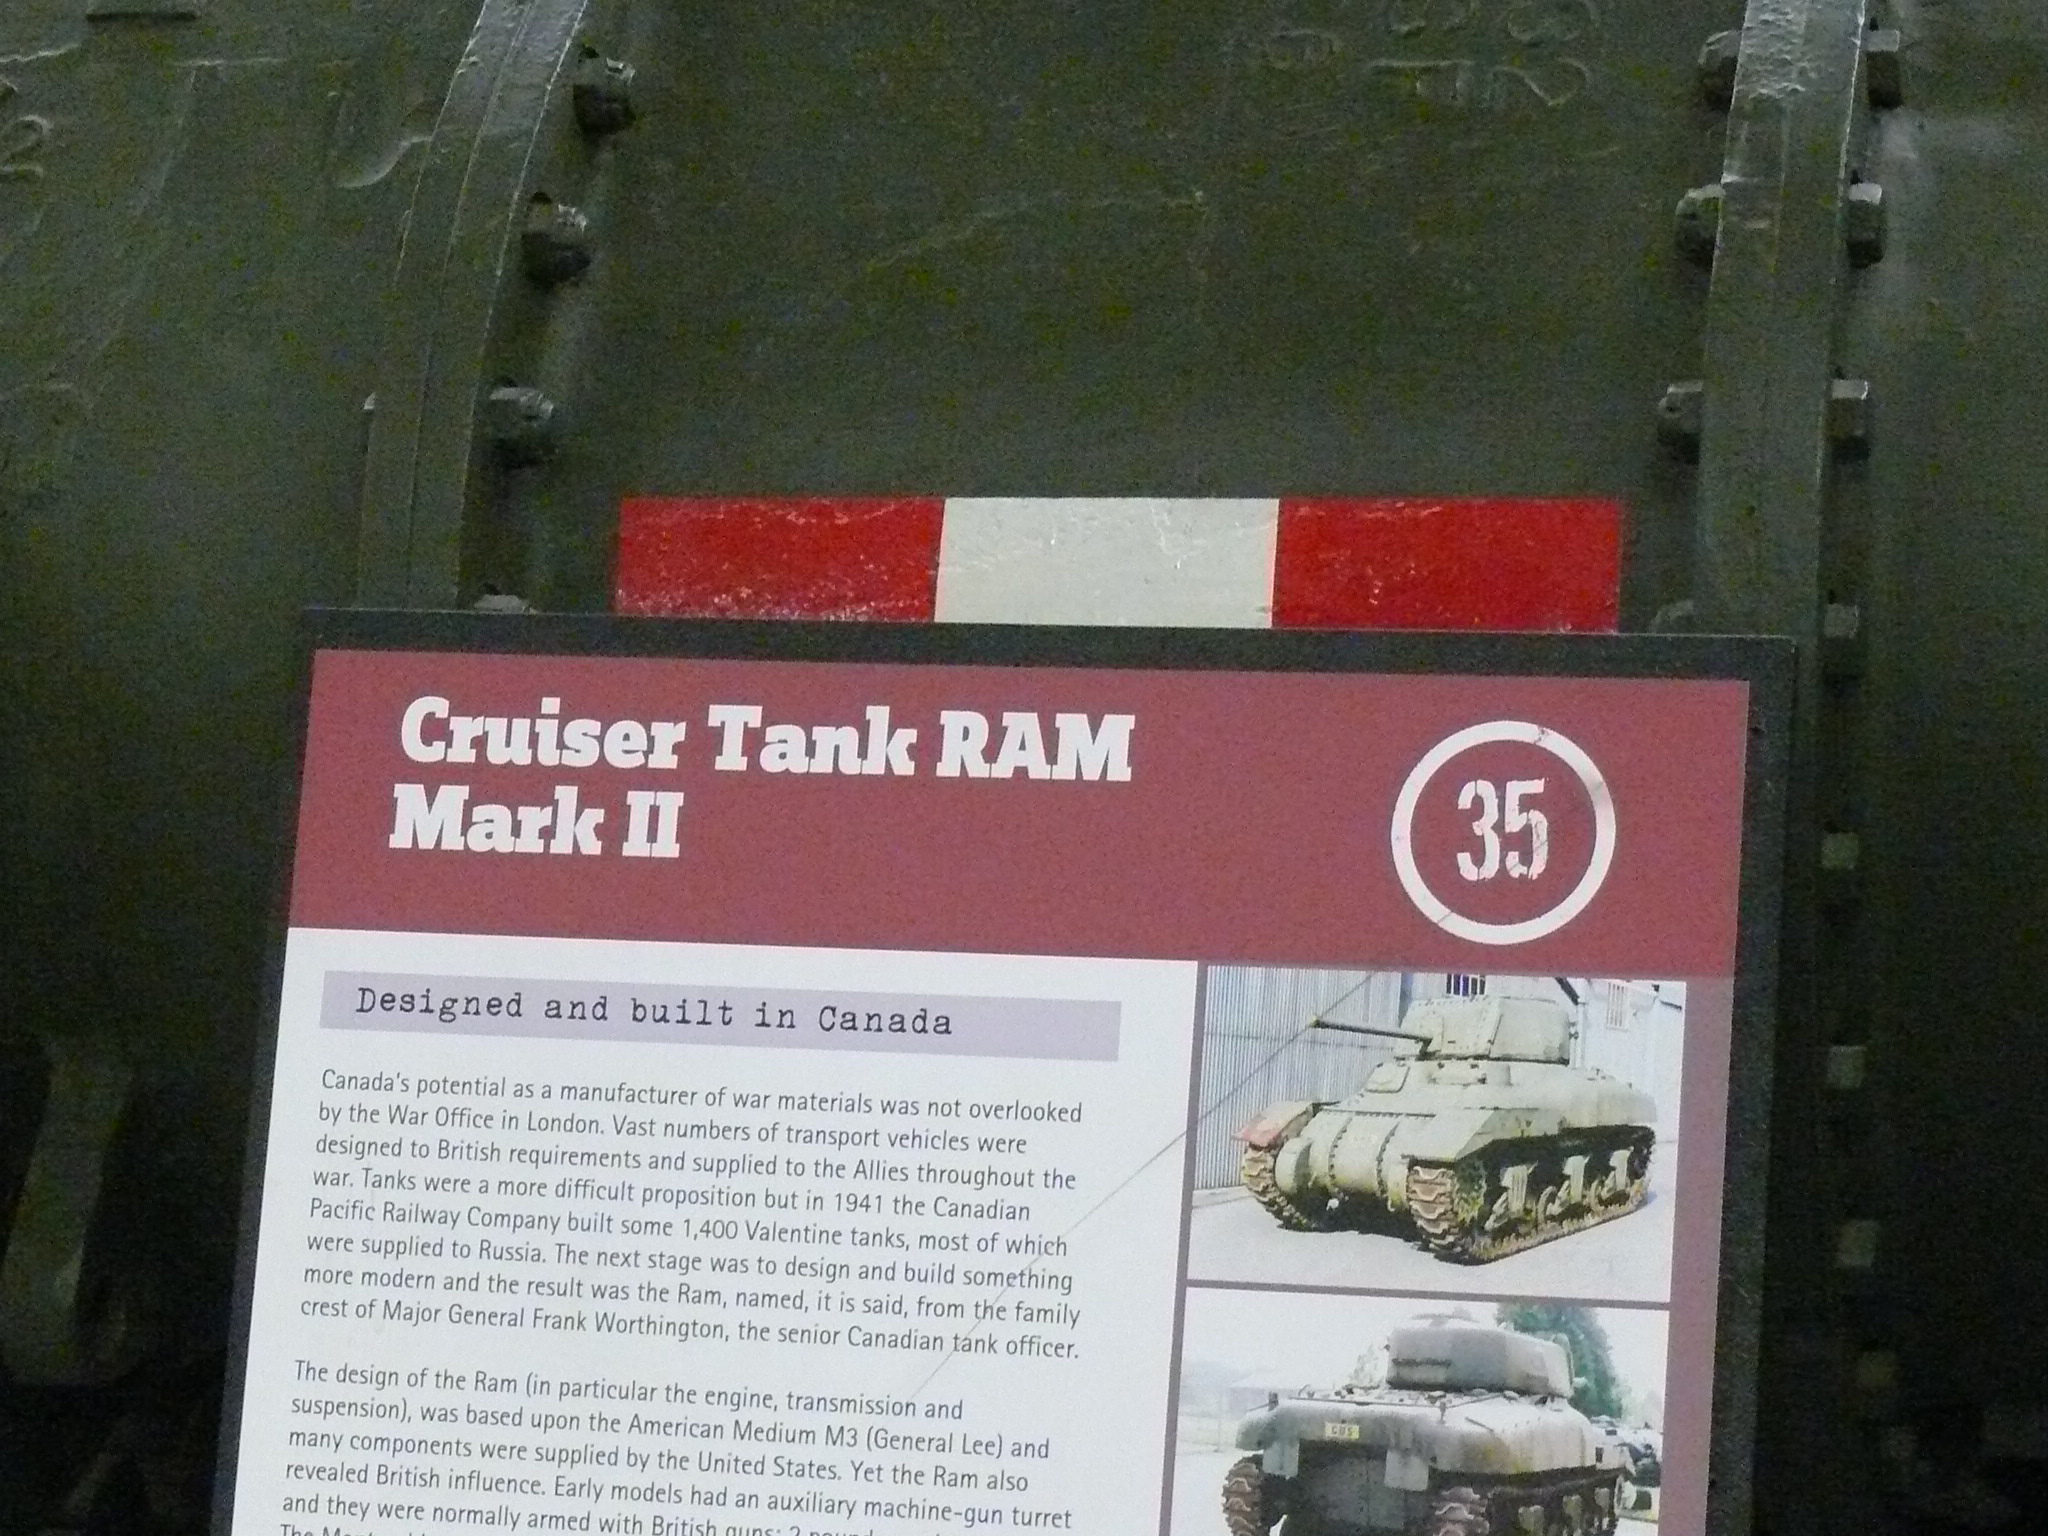 Cruiser Tank RAM
Mark II
35
Designed and built in Canada
Canada's potential as a manufacturer of war materials was not overlooked
by the War Office in London. Vast numbers of transport vehicles were
designed to British requirements and supplied to the Allies throughout the
war. Tanks were a more difficult proposition but in 1941 the Canadian
Pacific Railway Company built some 1,400 Valentine tanks, most of which
were supplied to Russia. The next stage was to design and build something
more modern and the result was the Ram, named, it is said, from the family
crest of Major General Frank Worthington, the senior Canadian tank officer.
The design of the Ram (in particular the engine, transmission and
suspension), was based upon the American Medium M3 (General Lee) and
many components were supplied by the United States. Yet the Ram also
revealed British influence. Early models had an auxiliary machine-gun turret
and they were normally armed with British guns; 2
The